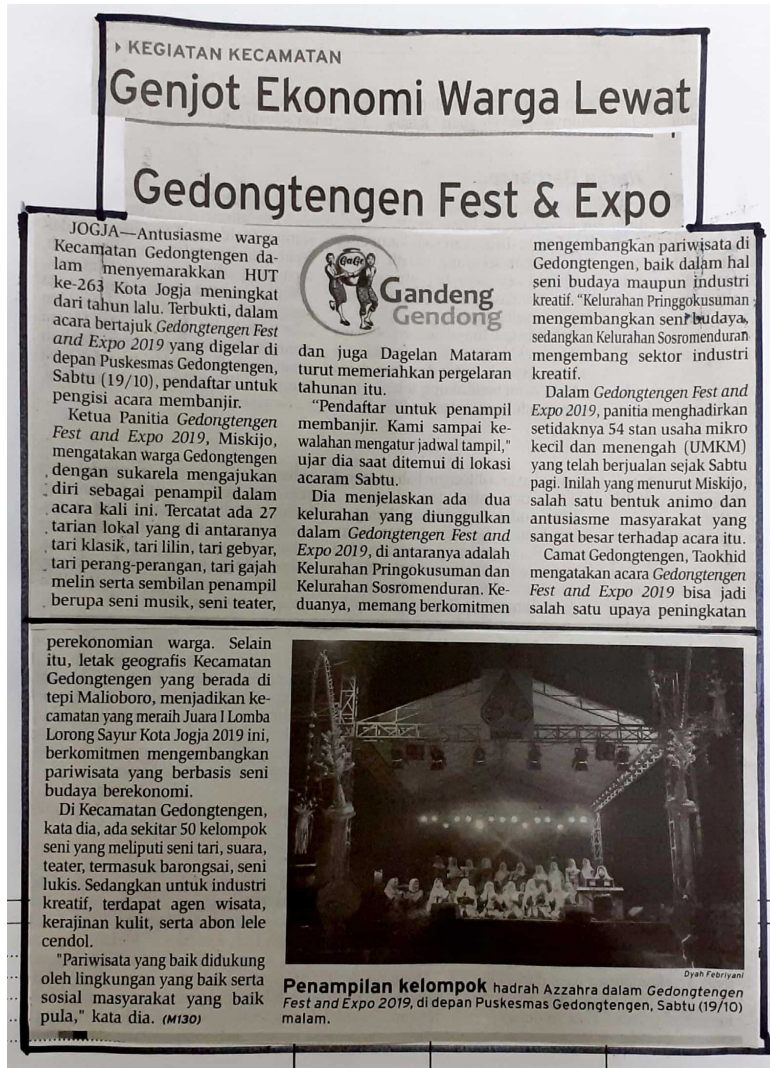 KEGIATAN KECAMATAN
Genjot Ekonomi Warga Lewat
Gedongtengen Fest & Expo
JOGJA—Antusiasme warga
Kecamatan Gedongtengen da-
lam menyemarakkan HUT
ke-263 Kota Jogja meningkat
dari tahun lalu. Terbukti, dalam
acara bertajuk Gedongtengen Fest
and Expo 2019 yang digelar di
depan Puskesmas Gedongtengen,
Sabtu (19/10), pendaftar untuk
pengisi acara membanjir.
Ketua Panitia Gedongtengen
Fest and Expo 2019, Miskijo,
mengatakan warga Gedongtengen
dengan sukarela mengajukan
diri sebagai penampil dalam
acara kali ini. Tercatat ada 27
tarian lokal yang di antaranya
tari klasik, tari lilin, tari gebyar,
tari perang-perangan, tari gajah
melin serta sembilan penampil
berupa seni musik, seni teater,
GaGe
Gandeng
Gendong
dan juga Dagelan Mataram
turut memeriahkan pergelaran
tahunan itu.
“Pendaftar untuk penampil
membanjir. Kami sampai ke-
walahan mengatur jadwal tampil,"
ujar dia saat ditemui di lokasi
acaram Sabtu.
Dia menjelaskan ada dua
kelurahan yang diunggulkan
dalam Gedongtengen Fest and
Expo 2019, di antaranya adalah
Kelurahan Pringokusuman dan
Kelurahan Sosromenduran. Ke-
duanya, memang berkomitmen
mengembangkan pariwisata di
Gedongtengen, baik dalam hal
seni budaya maupun industri
kreatif. “Kelurahan Pringgokusuman
mengembangkan seni budaya,
sedangkan Kelurahan Sosromenduran
mengembang sektor industri
kreatif.
Dalam Gedongtengen Fest and
Expo 2019, panitia menghadirkan
setidaknya 54 stan usaha mikro
kecil dan menengah (UMKM)
yang telah berjualan sejak Sabtu
pagi. Inilah yang menurut Miskijo,
salah satu bentuk animo dan
antusiasme masyarakat yang
sangat besar terhadap acara itu.
Camat Gedongtengen, Taokhid
mengatakan acara Gedongtengen
Fest and Expo 2019 bisa jadi
salah satu upaya peningkatan
perekonomian warga. Selain
itu, letak geografis Kecamatan
Gedongtengen yang berada di
tepi Malioboro, menjadikan ke-
camatan yang meraih Juara I Lomba
Lorong Sayur Kota Jogja 2019 ini,
berkomitmen mengembangkan
pariwisata yang berbasis seni
budaya berekonomi.
Di Kecamatan Gedongtengen,
kata dia, ada sekitar 50 kelompok
seni yang meliputi seni tari, suara,
teater, termasuk barongsai, seni
lukis. Sedangkan untuk industri
kreatif, terdapat agen wisata,
kerajinan kulit, serta abon lele
cendol.
"Pariwisata yang baik didukung
oleh lingkungan yang baik serta
sosial masyarakat yang baik
pula," kata dia. (M130)
Dyah Febriyani
Penampilan kelompok hadrah Azzahra dalam Gedongtengen
Fest and Expo 2019, di depan Puskesmas Gedongtengen, Sabtu (19/10)
malam.